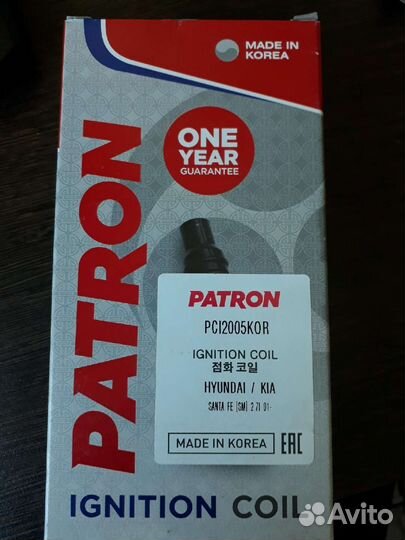 MADE IN
KOREA
PATRON
ONE
YEAR
GUARANTEE
PATRON
PCI2005KOR
IGNITION COIL
점화 코일
HYUNDAI / KIA
SANTA FE [SM] 2.7I 01-
MADE IN KOREA
EAC
IGNITION COIL
Avito